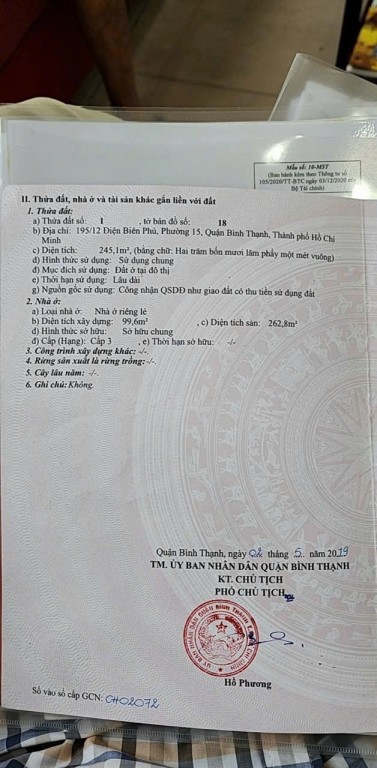 Mẫu số: 10-MST
(Ban hành kèm theo Thông tư số
105/2020/TT-BTC ngày 03/12/2020 của
Bộ Tài chính)
II. Thửa đất, nhà ở và tài sản khác gắn liền với đất
1. Thửa đất:
a) Thửa đất số: 1 , tờ bản đồ số: 18
b) Địa chỉ: 195/12 Điện Biên Phủ, Phường 15, Quận Bình Thạnh, Thành phố Hồ Chí
Minh
c) Diện tích: 245,1m², (bằng chữ: Hai trăm bốn mươi lăm phẩy một mét vuông)
d) Hình thức sử dụng: Sử dụng chung
đ) Mục đích sử dụng: Đất ở tại đô thị
e) Thời hạn sử dụng: Lâu dài
g) Nguồn gốc sử dụng: Công nhận QSDĐ như giao đất có thu tiền sử dụng đất
2. Nhà ở:
a) Loại nhà ở: Nhà ở riêng lẻ
b) Diện tích xây dựng: 99,6m² , c) Diện tích sàn: 262,8m²
d) Hình thức sở hữu: Sở hữu chung
đ) Cấp (Hạng): Cấp 3 , e) Thời hạn sở hữu: -/-
3. Công trình xây dựng khác: -/-.
4. Rừng sản xuất là rừng trồng: -/-.
5. Cây lâu năm: -/-.
6. Ghi chú: Không.
Quận Bình Thạnh, ngày 02 tháng 5 năm 2019
TM. ỦY BAN NHÂN DÂN QUẬN BÌNH THẠNH
KT. CHỦ TỊCH
PHÓ CHỦ TỊCH
Hồ Phương
Số vào sổ cấp GCN: CH02072